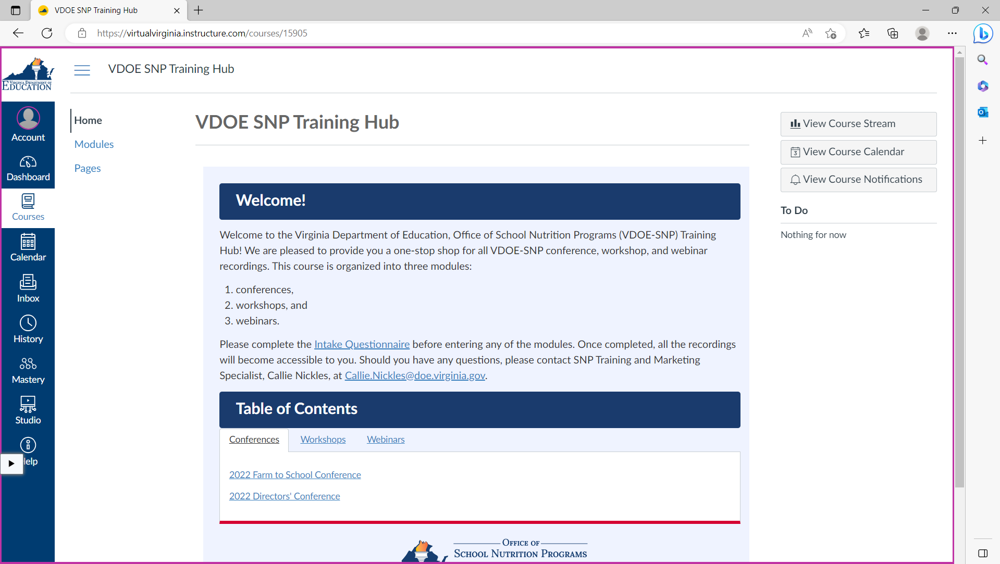 VDOE SNP Training Hub
https://virtualvirginia.instructure.com/courses/15905
VIRGINIA DEPARTMENT OF
EDUCATION
VDOE SNP Training Hub
Account
Dashboard
Courses
Calendar
Inbox
History
Mastery
Studio
elp
Home
Modules
Pages
VDOE SNP Training Hub
Welcome!
Welcome to the Virginia Department of Education, Office of School Nutrition Programs (VDOE-SNP) Training
Hub! We are pleased to provide you a one-stop shop for all VDOE-SNP conference, workshop, and webinar
recordings. This course is organized into three modules:
1. conferences,
2. workshops, and
3. webinars.
Please complete the Intake Questionnaire before entering any of the modules. Once completed, all the recordings
will become accessible to you. Should you have any questions, please contact SNP Training and Marketing
Specialist, Callie Nickles, at Callie.Nickles@doe.virginia.gov.
Table of Contents
Conferences Workshops Webinars
2022 Farm to School Conference
2022 Directors' Conference
OFFICE OF
SCHOOL NUTRITION PROGRAMS
View Course Stream
3 View Course Calendar
View Course Notifications
To Do
Nothing for now